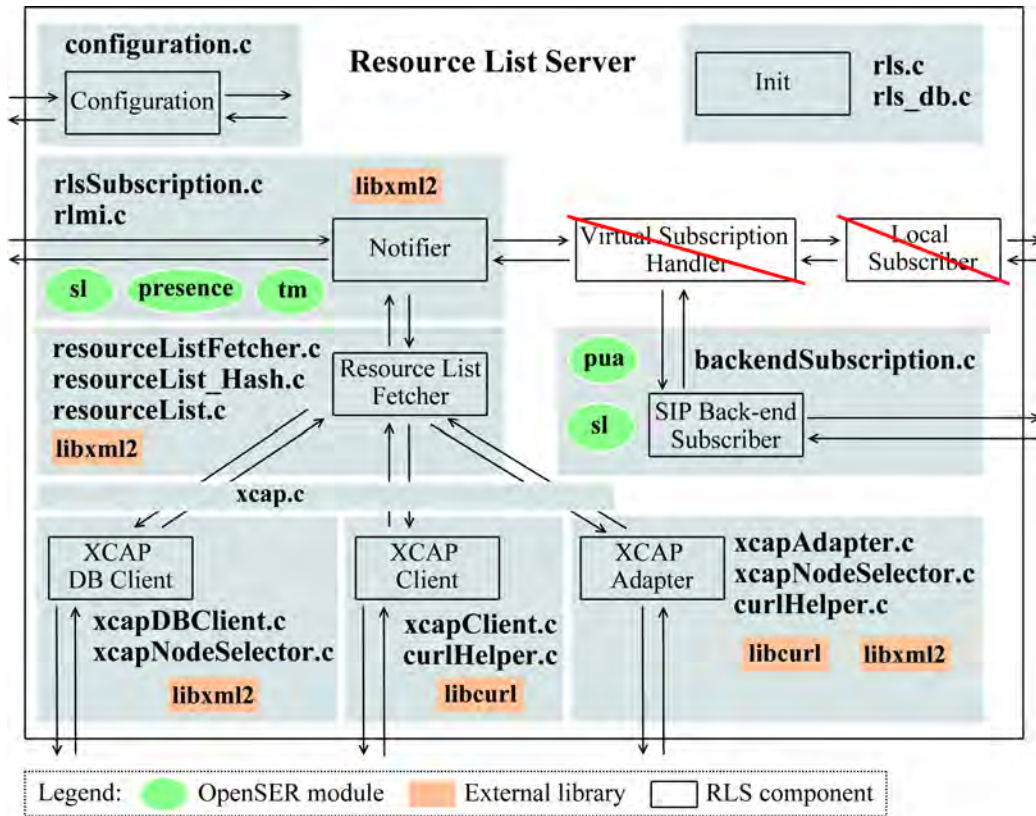 configuration.c
Configuration
Resource List Server
Init
rls.c
rls_db.c
rlsSubscription.c
rlmi.c
libxml2
Notifier
Virtual Subscription
Handler
Local
Subscriber
sl
presence
tm
resourceListFetcher.c
resourceList_Hash.c
resourceList.c
libxml2
Resource List
Fetcher
pua
sl
backendSubscription.c
SIP Back-end
Subscriber
xcap.c
XCAP
DB Client
xcapDBClient.c
xcapNodeSelector.c
libxml2
XCAP
Client
xcapClient.c
curlHelper.c
libcurl
XCAP
Adapter
xcapAdapter.c
xcapNodeSelector.c
curlHelper.c
libcurl
libxml2
Legend:
OpenSER module
External library
RLS component